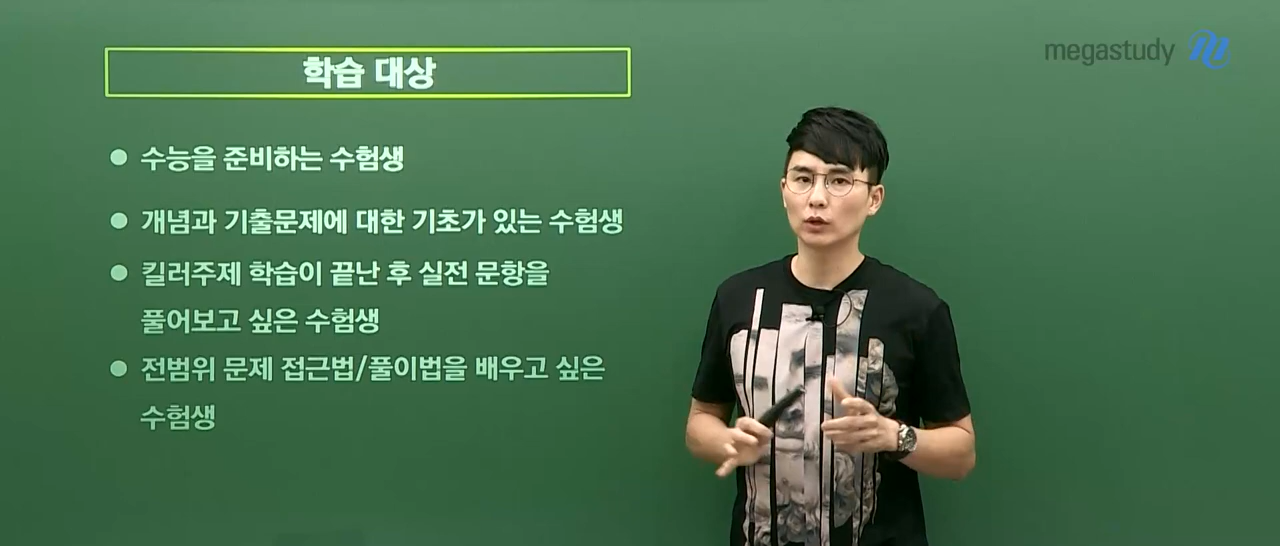 megastudy
학습 대상
수능을 준비하는 수험생
개념과 기출문제에 대한 기초가 있는 수험생
킬러주제 학습이 끝난 후 실전 문항을
풀어보고 싶은 수험생
전범위 문제 접근법/풀이법을 배우고 싶은
수험생